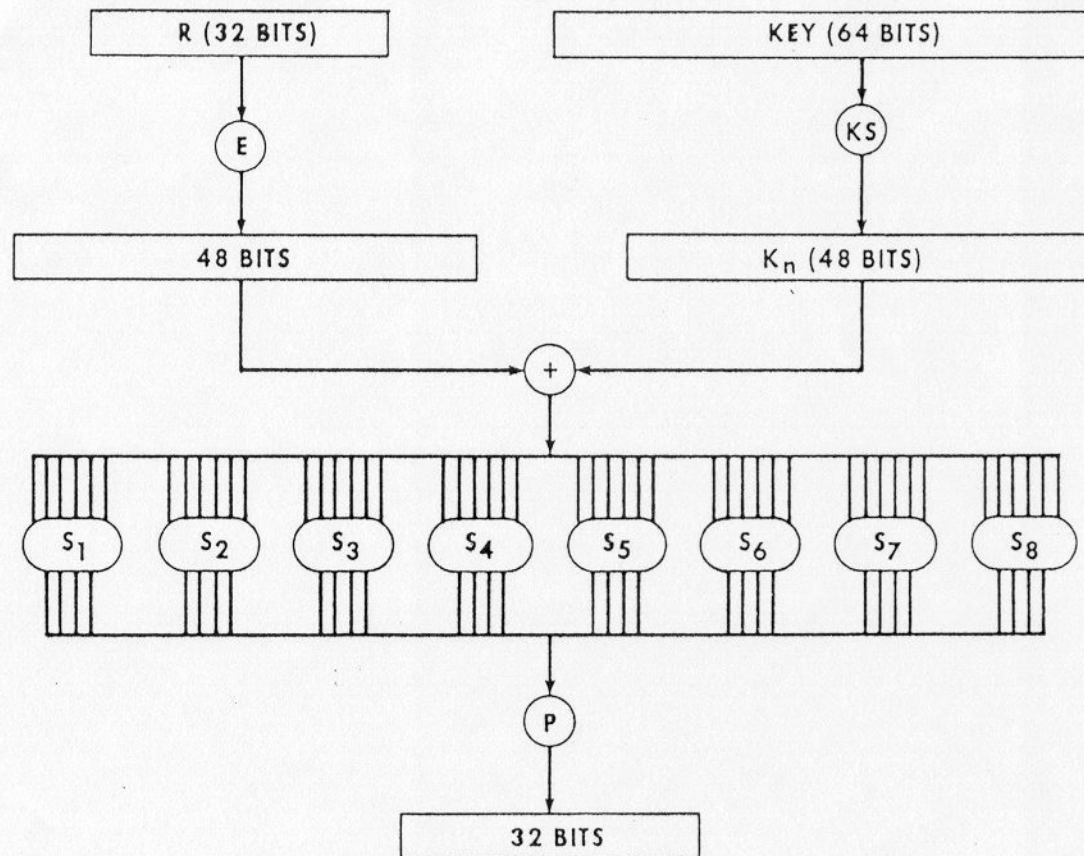 R (32 BITS)
KEY (64 BITS)
E
KS
48 BITS
Kn (48 BITS)
+
S1 S2 S3 S4 S5 S6 S7 S8
P
32 BITS